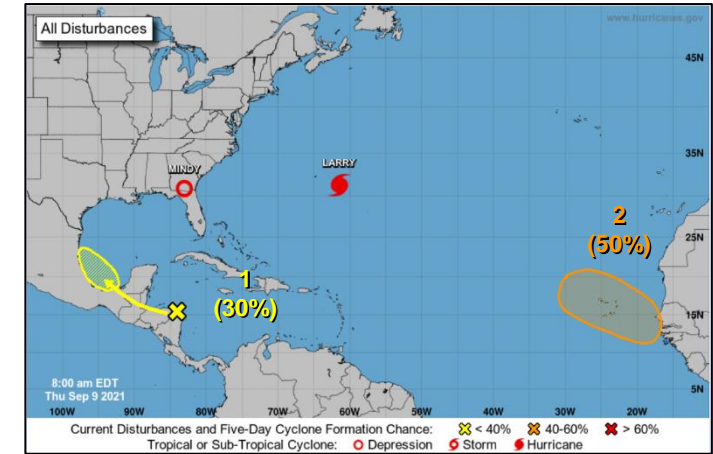 All Disturbances
www.hurricanes.gov
45N
35N
MINDY
LARRY
2
(50%)
25N
1
(30%)
15N
8:00 am EDT
Thu Sep 9 2021
5N
100W 90W 80W 70W 60W 50W 40W 30W 20W
Current Disturbances and Five-Day Cyclone Formation Chance: < 40% 40-60% > 60%
Tropical or Sub-Tropical Cyclone: Depression Storm Hurricane